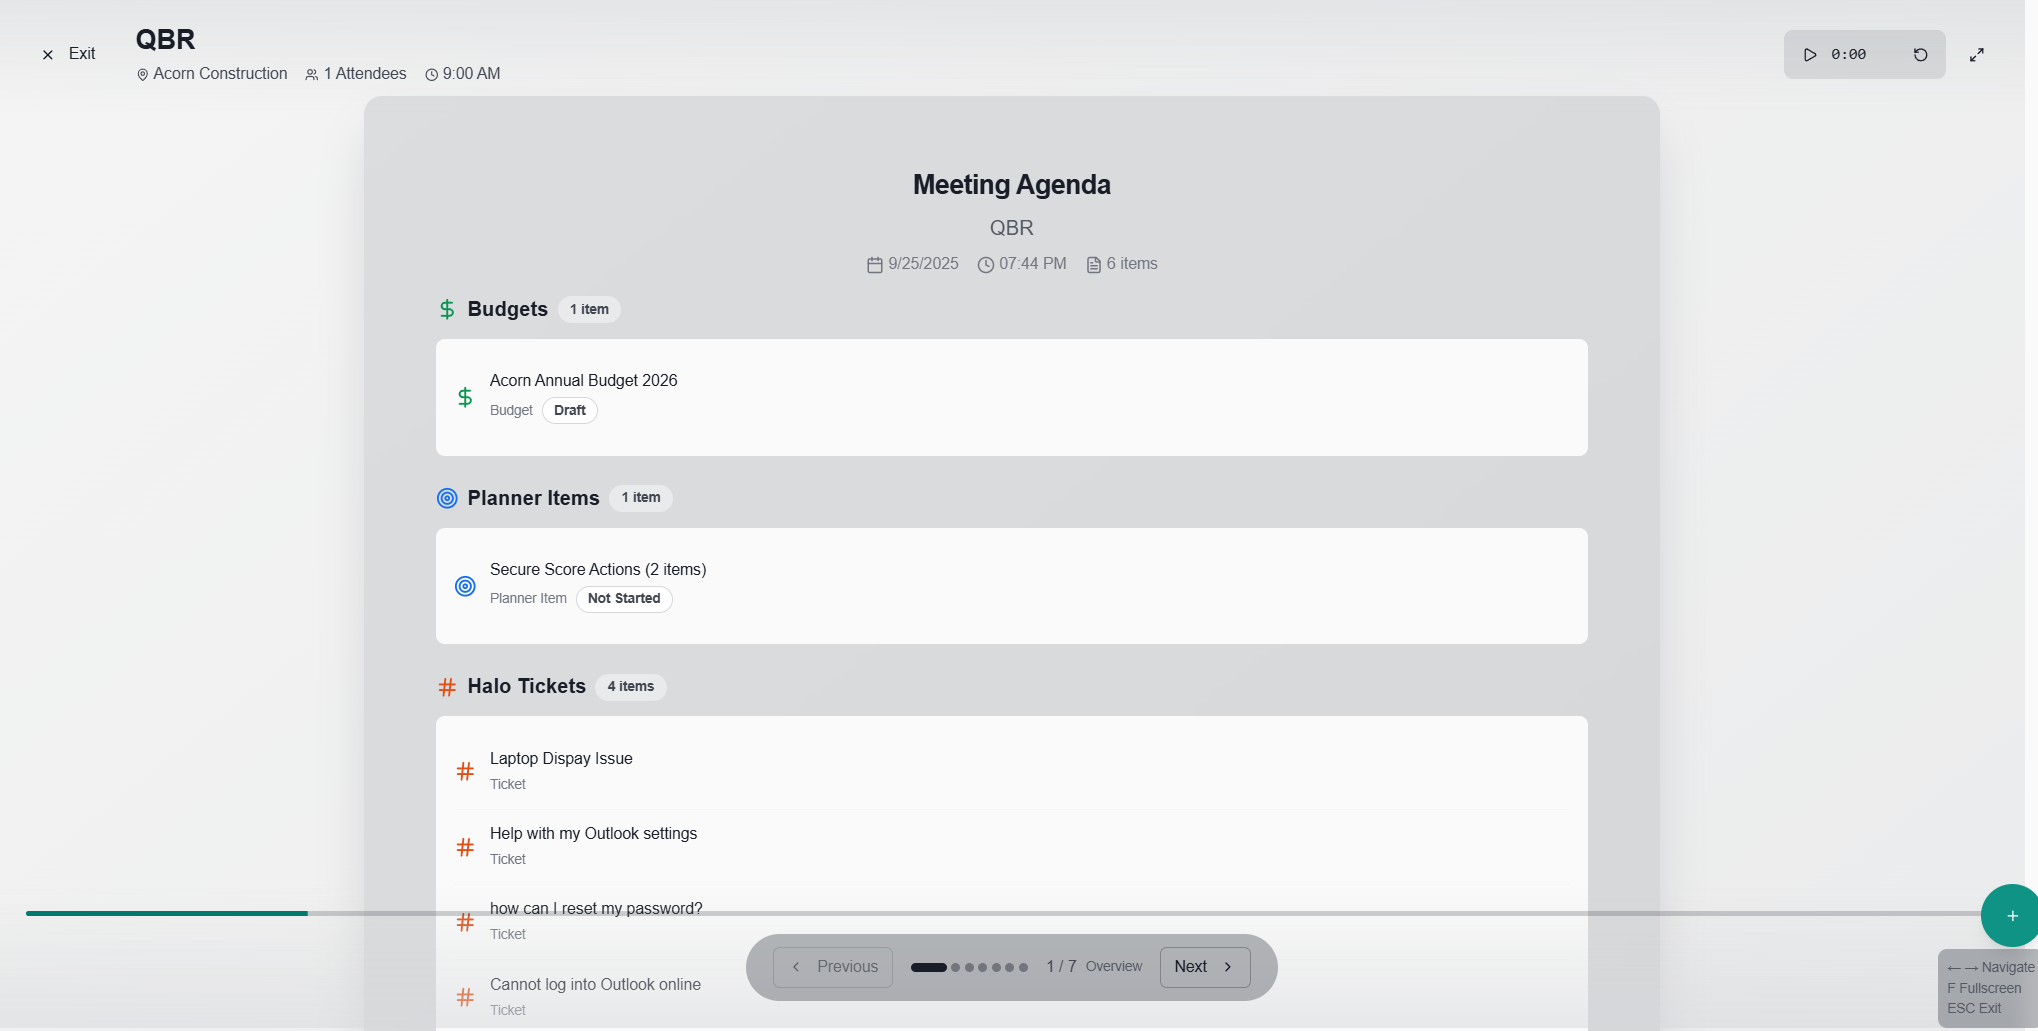 Exit
QBR
Acorn Construction 1 Attendees 9:00 AM
0:00
Meeting Agenda
QBR
9/25/2025 07:44 PM 6 items
Budgets 1 item
Acorn Annual Budget 2026
Budget Draft
Planner Items 1 item
Secure Score Actions (2 items)
Planner Item Not Started
Halo Tickets 4 items
Laptop Dispay Issue
Ticket
Help with my Outlook settings
Ticket
how can I reset my password?
Ticket
Cannot log into Outlook online
Ticket
Previous 1 / 7 Overview Next
←→ Navigate
F Fullscreen
ESC Exit